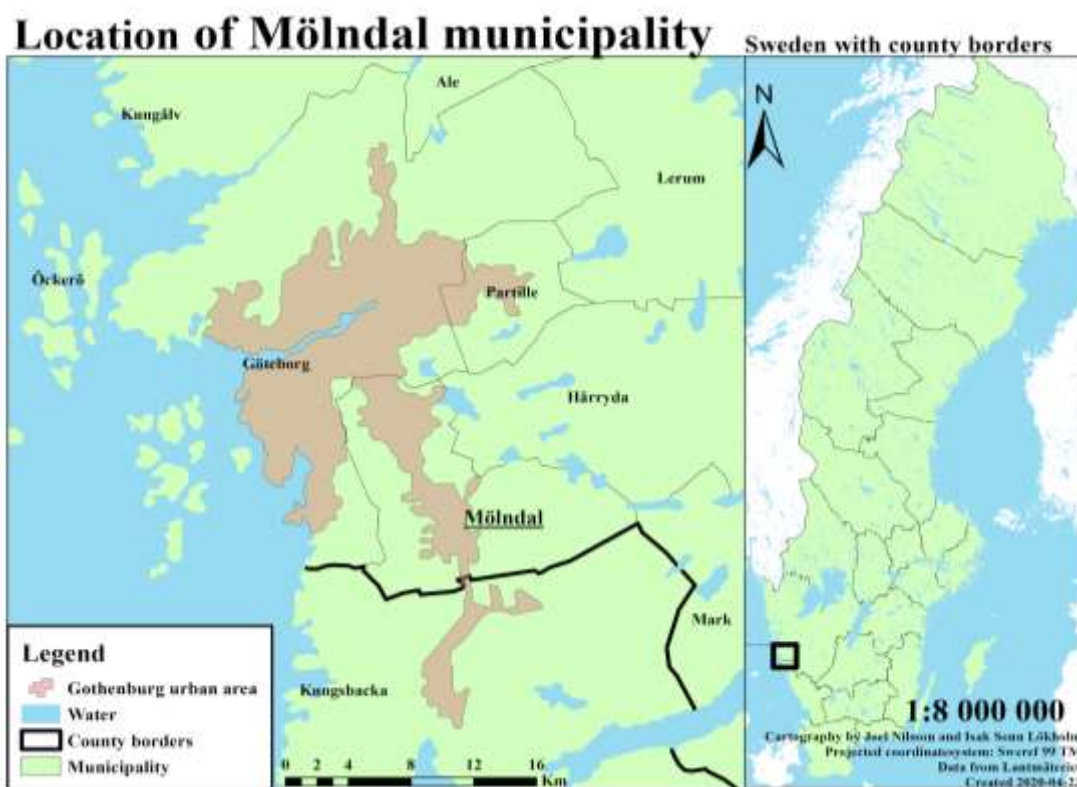 Location of Mölndal municipality
Sweden with county borders
Ale
Kungälv
N
Lerum
Öckerö
Partille
Göteborg
Härryda
Mölndal
Mark
Kungsbacka
Legend
Gothenburg urban area
Water
County borders
Municipality
0 2 4 8 12 16
Km
1:8 000 000
Cartography by Joel Nilsson and Isak Senu
Projected coordinatesystem: Sweref 99 TM
Data from Lantmäteriet
Created